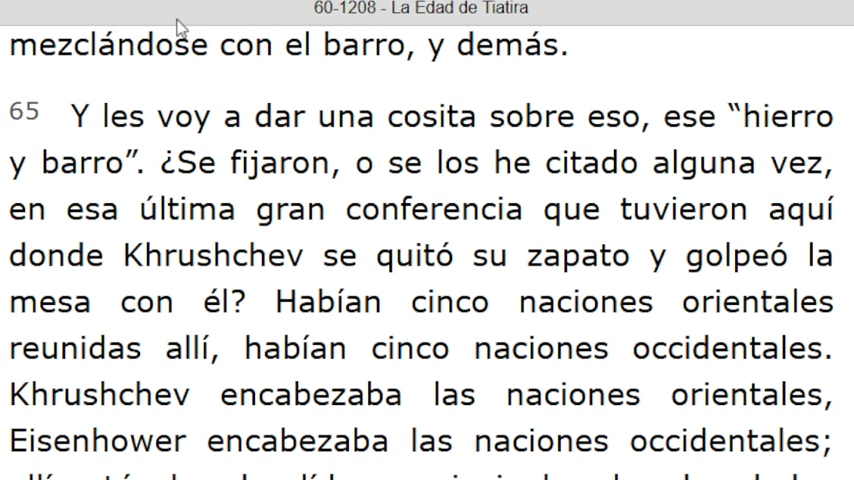 60-1208 - La Edad de Tiatira
mezclándose con el barro, y demás.
65 Y les voy a dar una cosita sobre eso, ese “hierro
y barro”. ¿Se fijaron, o se los he citado alguna vez,
en esa última gran conferencia que tuvieron aquí
donde Khrushchev se quitó su zapato y golpeó la
mesa con él? Habían cinco naciones orientales
reunidas allí, habían cinco naciones occidentales.
Khrushchev encabezaba las naciones orientales,
Eisenhower encabezaba las naciones occidentales;